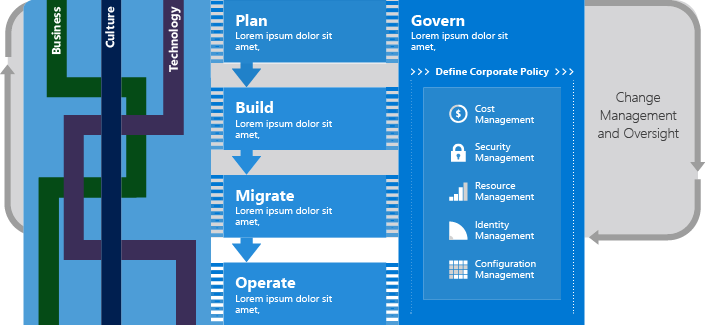 Business
Culture
Technology
Plan
Lorem ipsum dolor sit
amet,
Build
Lorem ipsum dolor sit
amet,
Migrate
Lorem ipsum dolor sit
amet,
Operate
Lorem ipsum dolor sit
amet,
Govern
Lorem ipsum dolor sit
amet,
>>> Define Corporate Policy >>>
$
Cost
Management
Security
Management
Resource
Management
Identity
Management
Configuration
Management
Change
Management
and Oversight